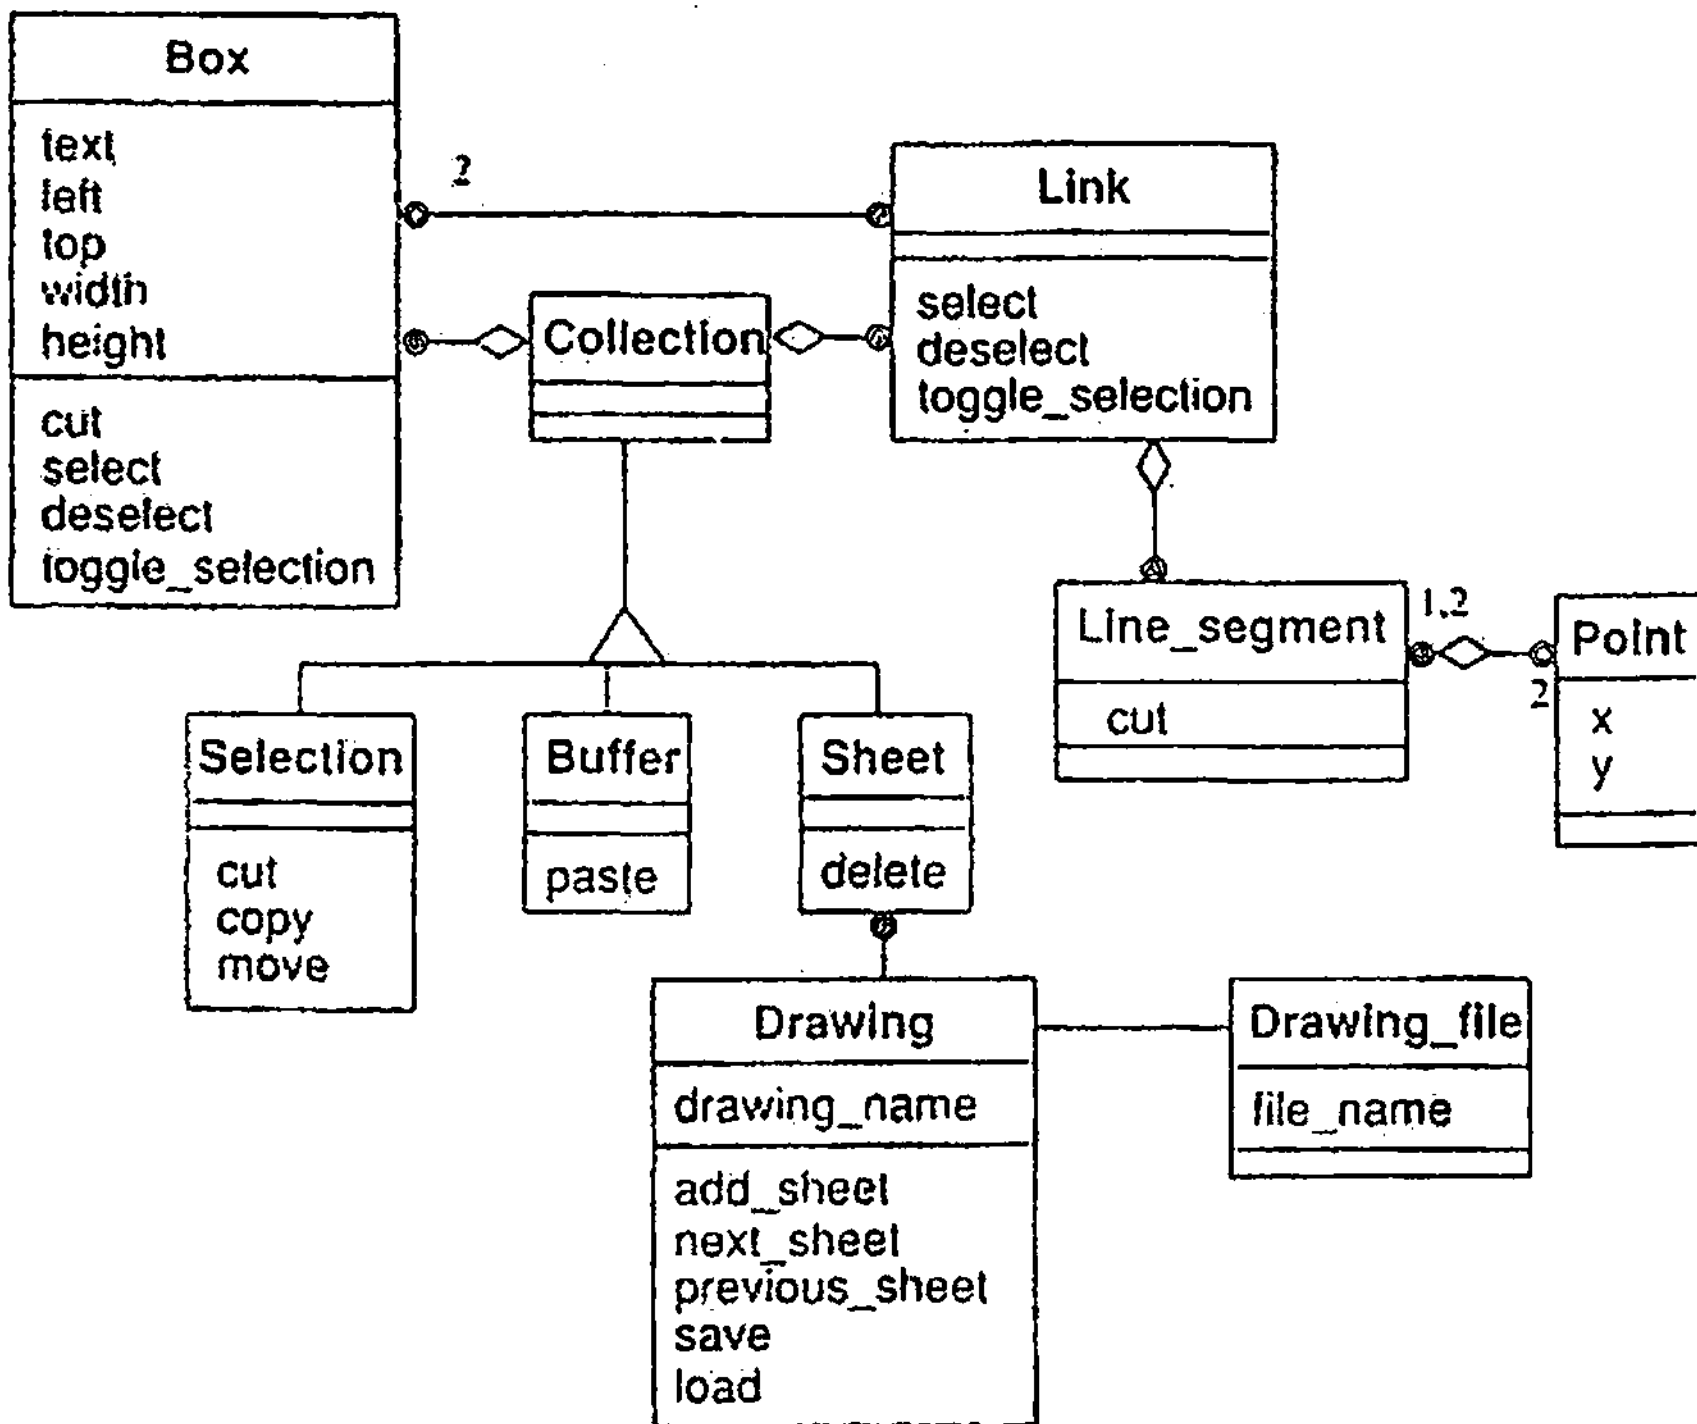 Box
text
left
top
width
height
cut
select
deselect
toggle_selection
2
Link
select
deselect
toggle_selection
Collection
Line_segment
cut
1,2
2
Point
x
y
Selection
cut
copy
move
Buffer
paste
Sheet
delete
Drawing
drawing_name
add_sheet
next_sheet
previous_sheet
save
load
Drawing_file
file_name